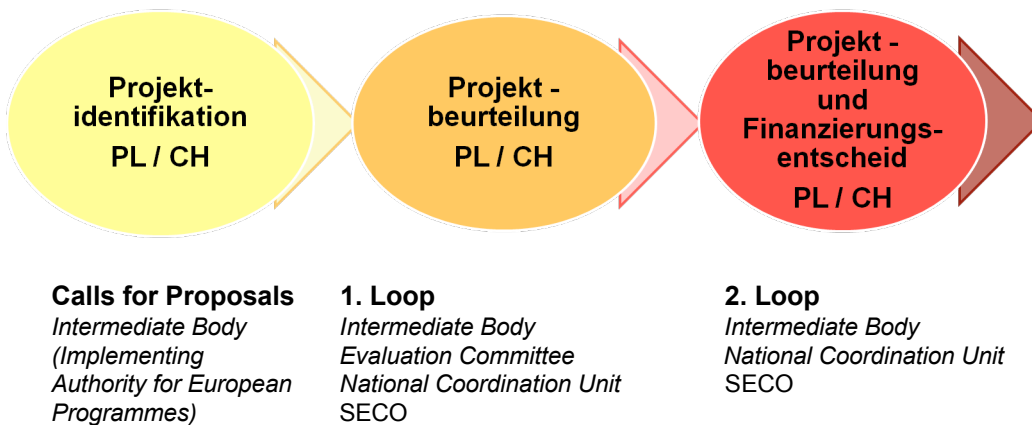 Projekt-
identifikation
PL / CH
Projekt -
beurteilung
PL / CH
Projekt -
beurteilung
und
Finanzierungs-
entscheid
PL / CH
Calls for Proposals
Intermediate Body
(Implementing
Authority for European
Programmes)
1. Loop
Intermediate Body
Evaluation Committee
National Coordination Unit
SECO
2. Loop
Intermediate Body
National Coordination Unit
SECO